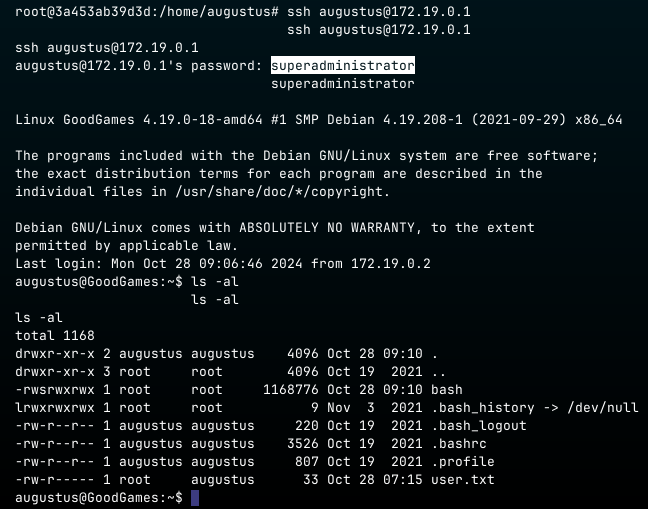 root@3a453ab39d3d:/home/augustus# ssh augustus@172.19.0.1
ssh augustus@172.19.0.1
ssh augustus@172.19.0.1
augustus@172.19.0.1's password: superadministrator
superadministrator
Linux GoodGames 4.19.0-18-amd64 #1 SMP Debian 4.19.208-1 (2021-09-29) x86_64
The programs included with the Debian GNU/Linux system are free software;
the exact distribution terms for each program are described in the
individual files in /usr/share/doc/*/copyright.
Debian GNU/Linux comes with ABSOLUTELY NO WARRANTY, to the extent
permitted by applicable law.
Last login: Mon Oct 28 09:06:46 2024 from 172.19.0.2
augustus@GoodGames:~$ ls -al
ls -al
ls -al
total 1168
drwxr-xr-x 2 augustus augustus    4096 Oct 28 09:10 .
drwxr-xr-x 3 root     root        4096 Oct 19  2021 ..
-rwsrwxrwx 1 root     root     1168776 Oct 28 09:10 bash
lrwxrwxrwx 1 root     root           9 Nov  3  2021 .bash_history -> /dev/null
-rw-r--r-- 1 augustus augustus     220 Oct 19  2021 .bash_logout
-rw-r--r-- 1 augustus augustus    3526 Oct 19  2021 .bashrc
-rw-r--r-- 1 augustus augustus     807 Oct 19  2021 .profile
-rw-r----- 1 root     augustus      33 Oct 28 07:15 user.txt
augustus@GoodGames:~$